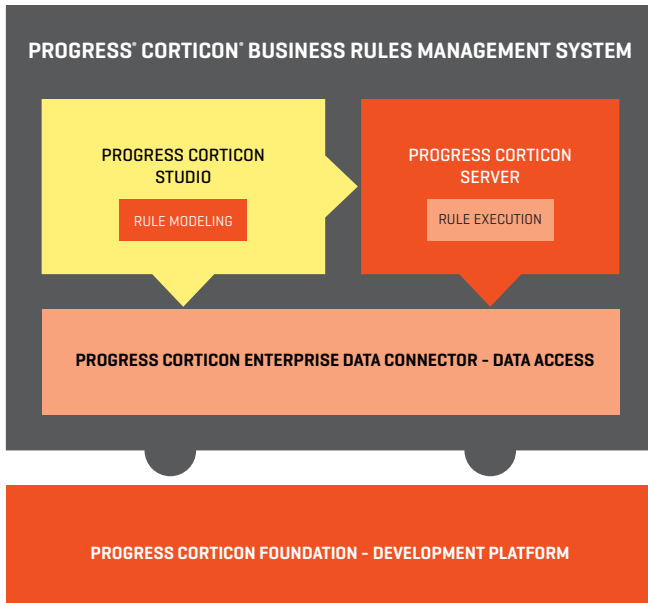 PROGRESS® CORTICON® BUSINESS RULES MANAGEMENT SYSTEM
PROGRESS CORTICON
STUDIO
RULE MODELING
PROGRESS CORTICON
SERVER
RULE EXECUTION
PROGRESS CORTICON ENTERPRISE DATA CONNECTOR - DATA ACCESS
PROGRESS CORTICON FOUNDATION - DEVELOPMENT PLATFORM